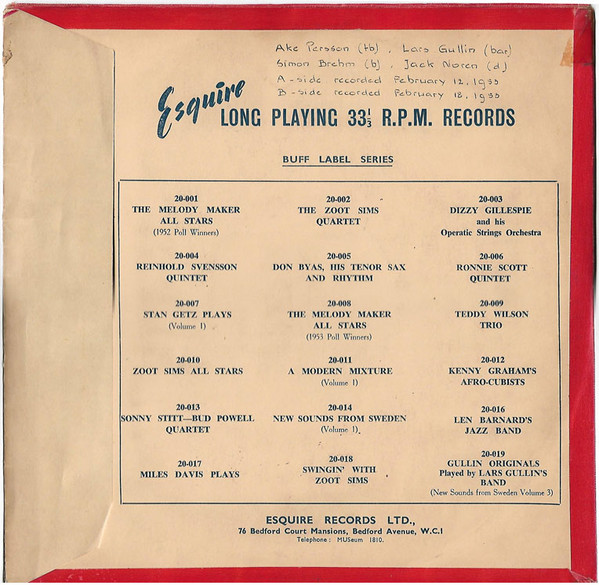 Ake Persson (tb), Lars Gullin (bar)
Simon Brehm (b), Jack Noren (d)
A-side recorded February 12, 1953
B-side recorded February 18, 1953
Esquire
LONG PLAYING 33⅓ R.P.M. RECORDS
BUFF LABEL SERIES
20-001
THE MELODY MAKER
ALL STARS
(1952 Poll Winners)
20-002
THE ZOOT SIMS
QUARTET
20-003
DIZZY GILLESPIE
and his
Operatic Strings Orchestra
20-004
REINHOLD SVENSSON
QUINTET
20-005
DON BYAS, HIS TENOR SAX
AND RHYTHM
20-006
RONNIE SCOTT
QUINTET
20-007
STAN GETZ PLAYS
(Volume 1)
20-008
THE MELODY MAKER
ALL STARS
(1953 Poll Winners)
20-009
TEDDY WILSON
TRIO
20-010
ZOOT SIMS ALL STARS
20-011
A MODERN MIXTURE
(Volume 1)
20-012
KENNY GRAHAM'S
AFRO-CUBISTS
20-013
SONNY STITT—BUD POWELL
QUARTET
20-014
NEW SOUNDS FROM SWEDEN
(Volume 1)
20-016
LEN BARNARD'S
JAZZ BAND
20-017
MILES DAVIS PLAYS
20-018
SWINGIN' WITH
ZOOT SIMS
20-019
GULLIN ORIGINALS
Played by LARS GULLIN'S
BAND
(New Sounds from Sweden Volume 3)
ESQUIRE RECORDS LTD.,
76 Bedford Court Mansions, Bedford Avenue, W.C.1
Telephone: MUSeum 1810.